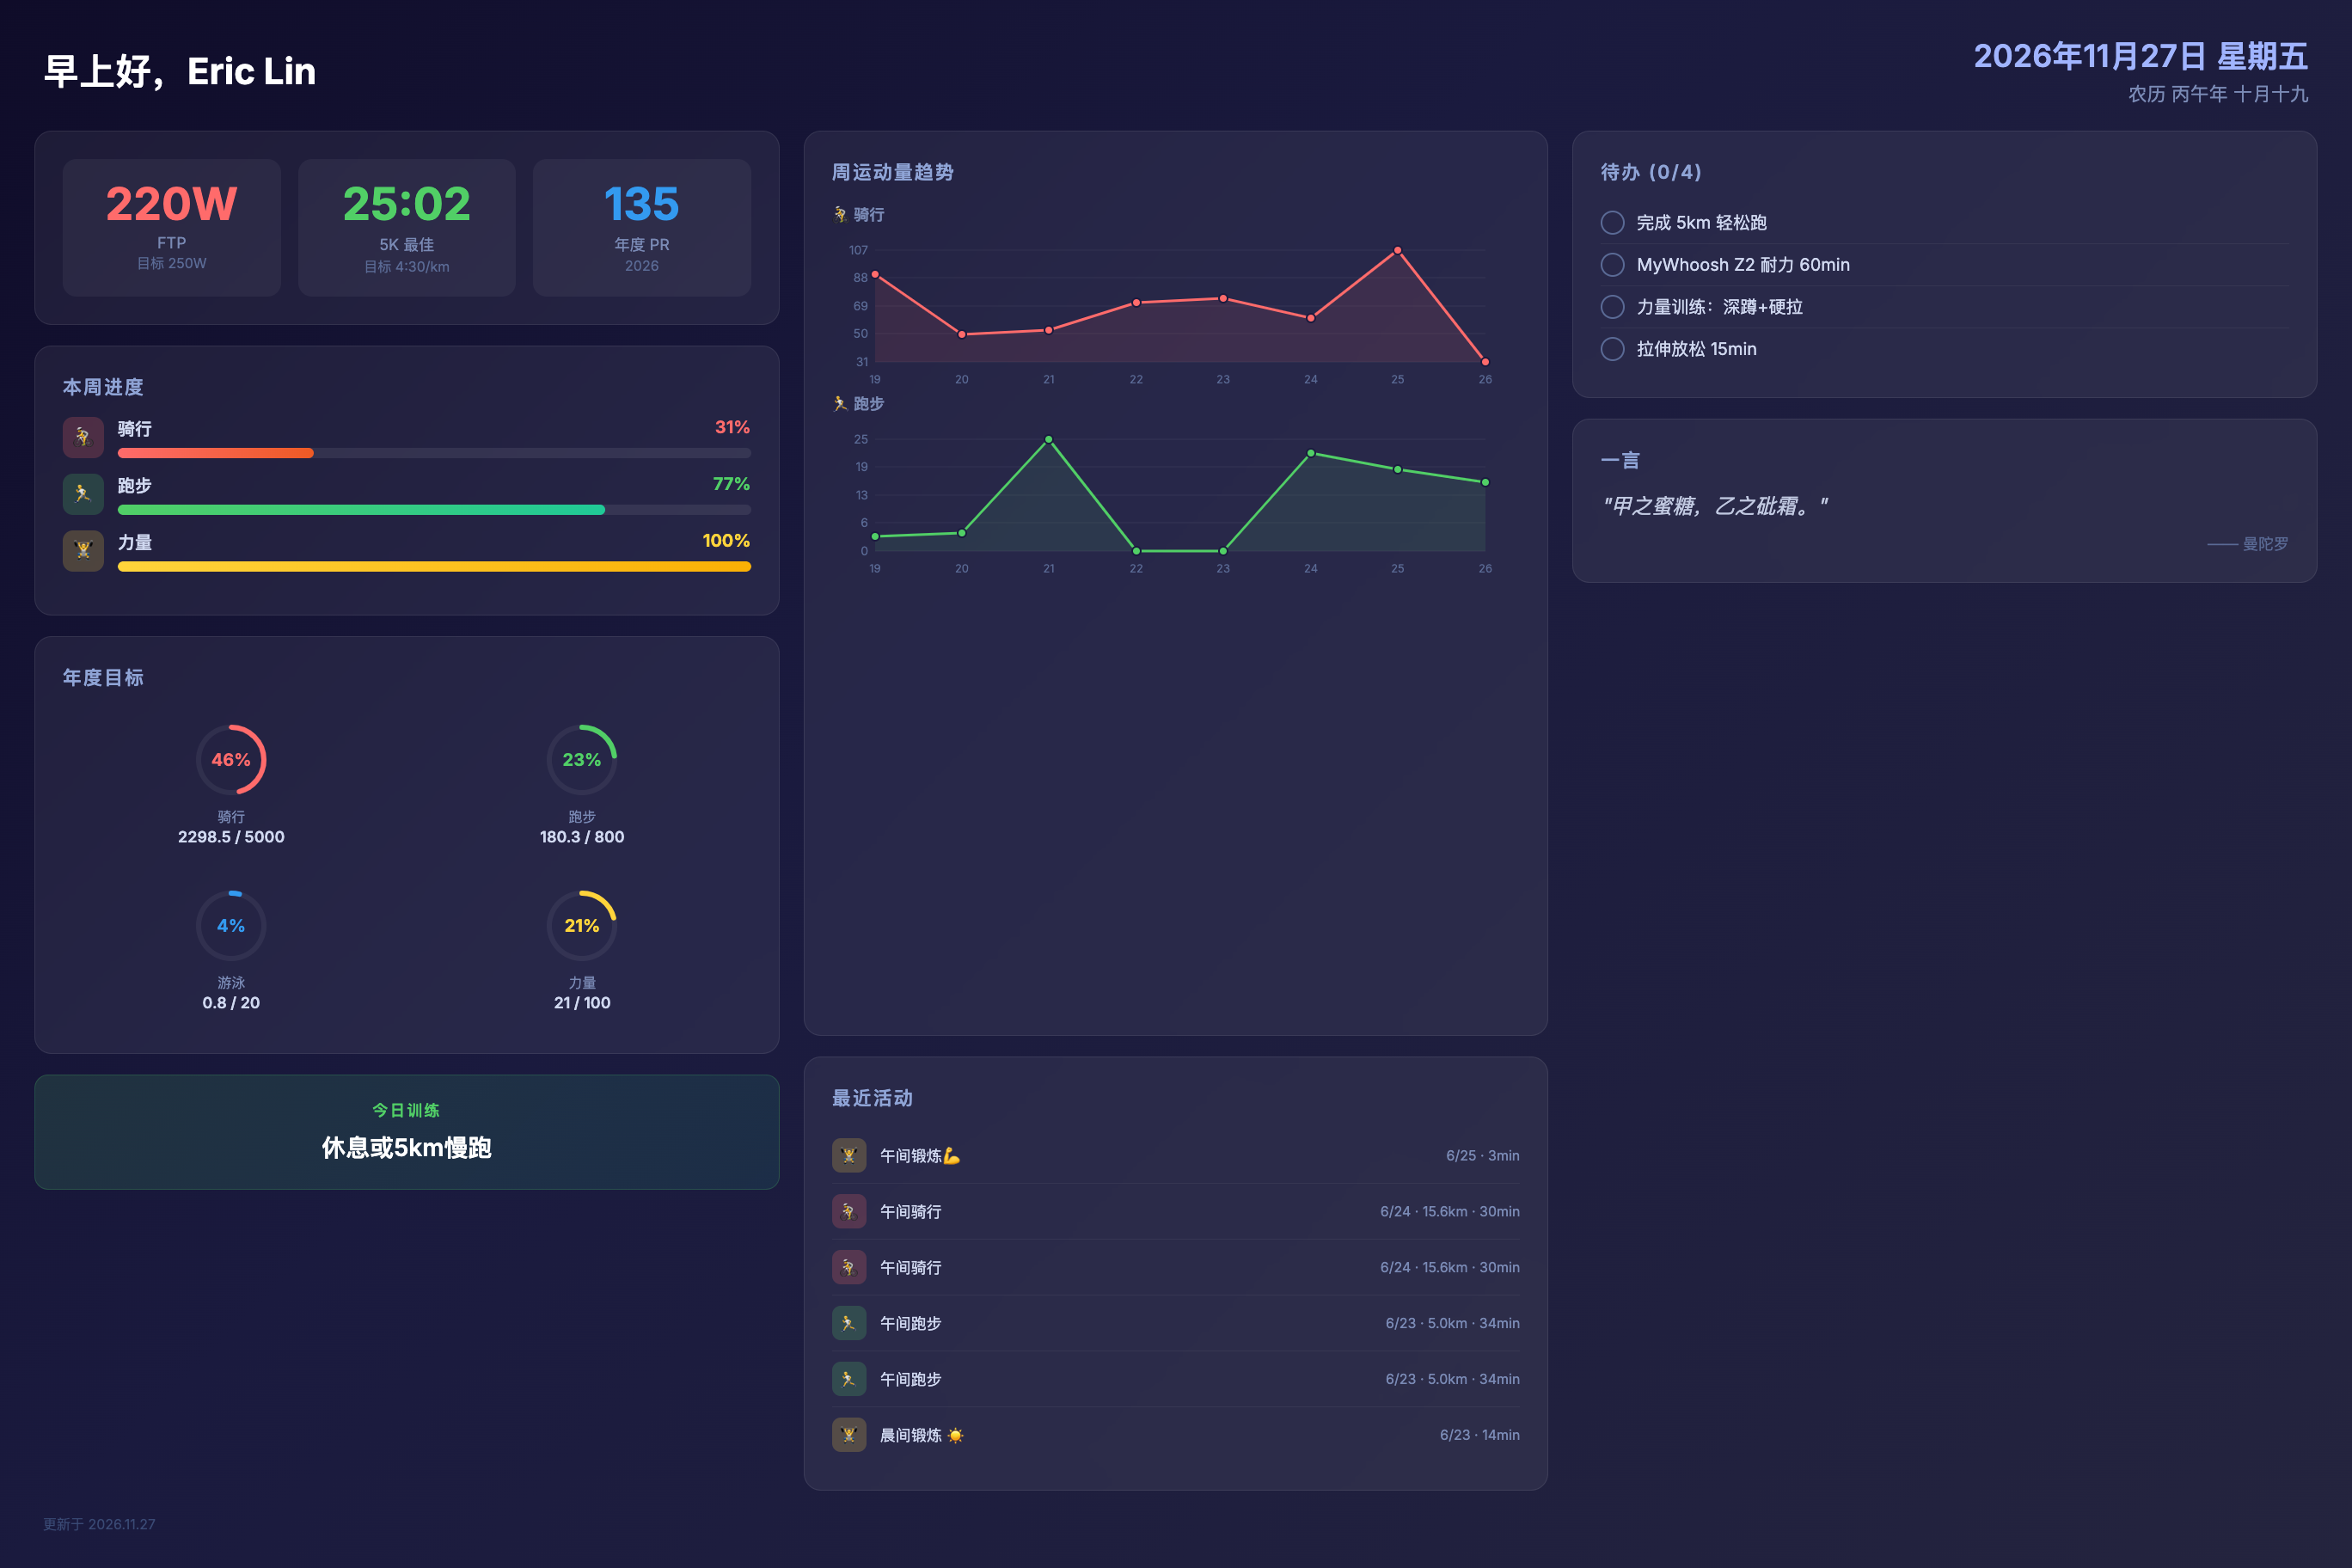 早上好，Eric Lin
2026年11月27日 星期五
农历 丙午年 十月十九
220W
FTP
目标 250W
25:02
5K 最佳
目标 4:30/km
135
年度 PR
2026
本周进度
骑行
31%
跑步
77%
力量
100%
年度目标
46%
骑行
2298.5 / 5000
23%
跑步
180.3 / 800
4%
游泳
0.8 / 20
21%
力量
21 / 100
今日训练
休息或5km慢跑
周运动量趋势
骑行
107
88
69
50
31
19 20 21 22 23 24 25 26
跑步
25
19
13
6
0
19 20 21 22 23 24 25 26
最近活动
午间锻炼💪
6/25 · 3min
午间骑行
6/24 · 15.6km · 30min
午间骑行
6/24 · 15.6km · 30min
午间跑步
6/23 · 5.0km · 34min
午间跑步
6/23 · 5.0km · 34min
晨间锻炼 ☀️
6/23 · 14min
待办 (0/4)
完成 5km 轻松跑
MyWhoosh Z2 耐力 60min
力量训练：深蹲+硬拉
拉伸放松 15min
一言
"甲之蜜糖，乙之砒霜。"
—— 曼陀罗
更新于 2026.11.27